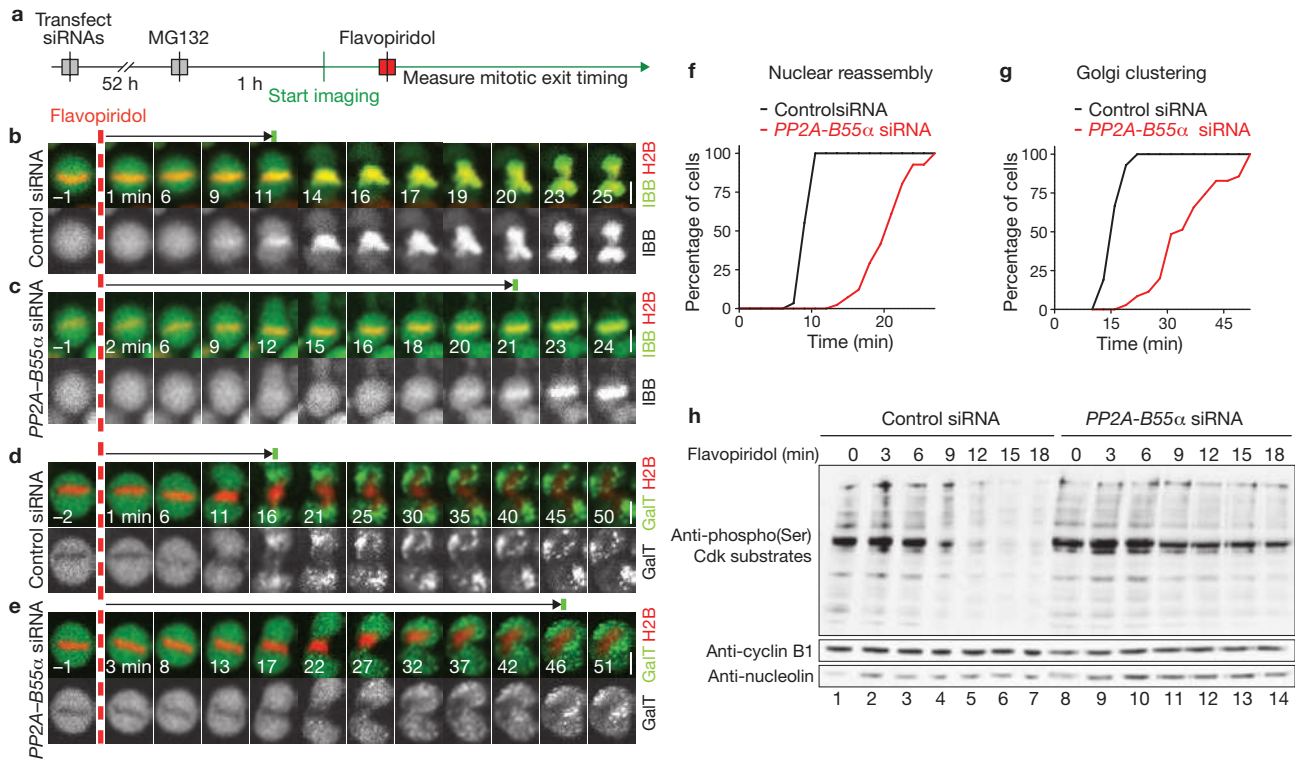 a
Transfect
siRNAs
MG132
Flavopiridol
52 h
1 h
Measure mitotic exit timing
Start imaging
Flavopiridol
b
Control siRNA
–1
1 min
6
9
11
14
16
17
19
20
23
25
IBB H2B
IBB
c
PP2A–B55α siRNA
–1
2 min
6
9
12
15
16
18
20
21
23
24
IBB H2B
IBB
d
Control siRNA
–2
1 min
6
11
16
21
25
30
35
40
45
50
GalT H2B
GalT
e
PP2A–B55α siRNA
–1
3 min
8
13
17
22
27
32
37
42
46
51
GalT H2B
GalT
f
Nuclear reassembly
ControlsiRNA
PP2A-B55α siRNA
Percentage of cells
100
75
50
25
0
0
10
20
Time (min)
g
Golgi clustering
Control siRNA
PP2A-B55α siRNA
Percentage of cells
100
75
50
25
0
15
30
45
Time (min)
h
Control siRNA
PP2A-B55α siRNA
Flavopiridol (min) 0 3 6 9 12 15 18 0 3 6 9 12 15 18
Anti-phospho(Ser)
Cdk substrates
Anti-cyclin B1
Anti-nucleolin
1 2 3 4 5 6 7 8 9 10 11 12 13 14